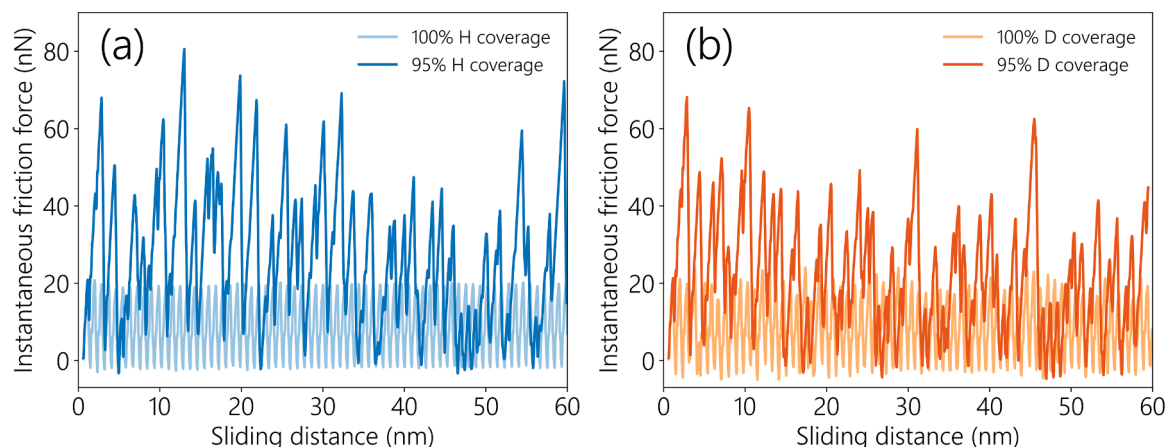 (a)
100% H coverage
95% H coverage
Instantaneous friction force (nN)
80
60
40
20
0
0 10 20 30 40 50 60
Sliding distance (nm)
(b)
100% D coverage
95% D coverage
Instantaneous friction force (nN)
80
60
40
20
0
0 10 20 30 40 50 60
Sliding distance (nm)